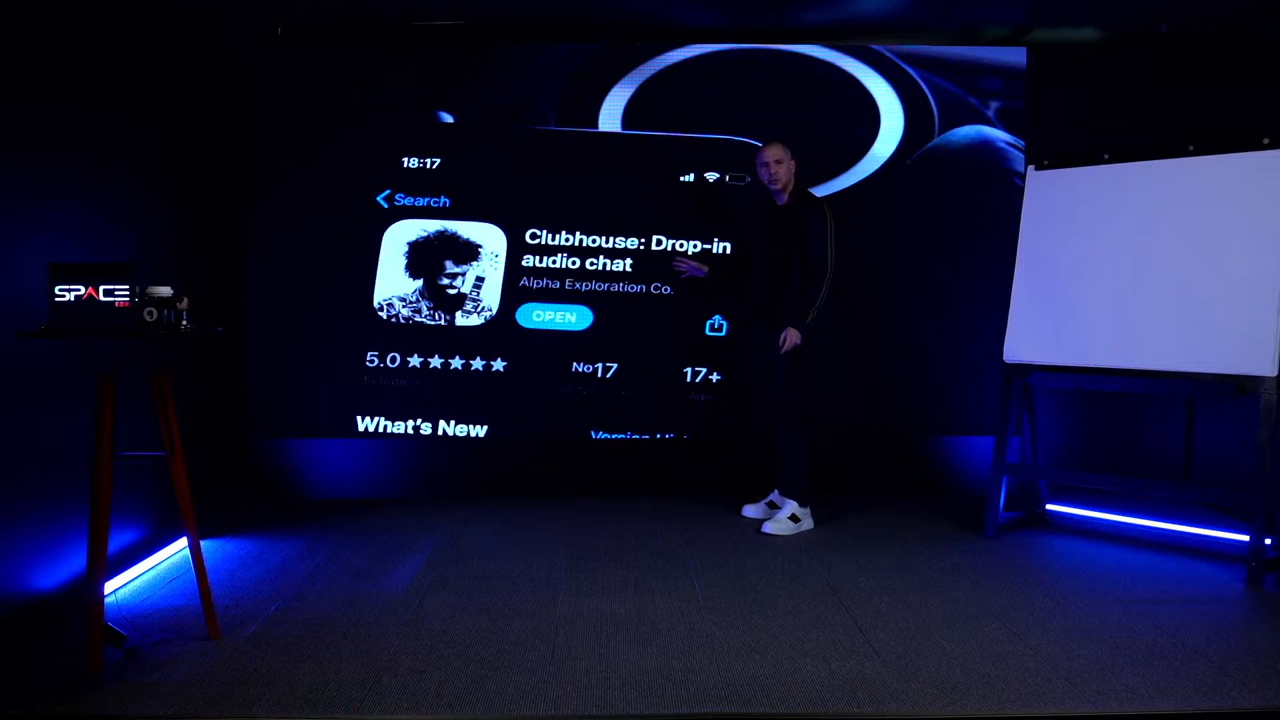 18:17
Search
Clubhouse: Drop-in
audio chat
Alpha Exploration Co.
OPEN
5.0
No17
17+
What's New
SPACE